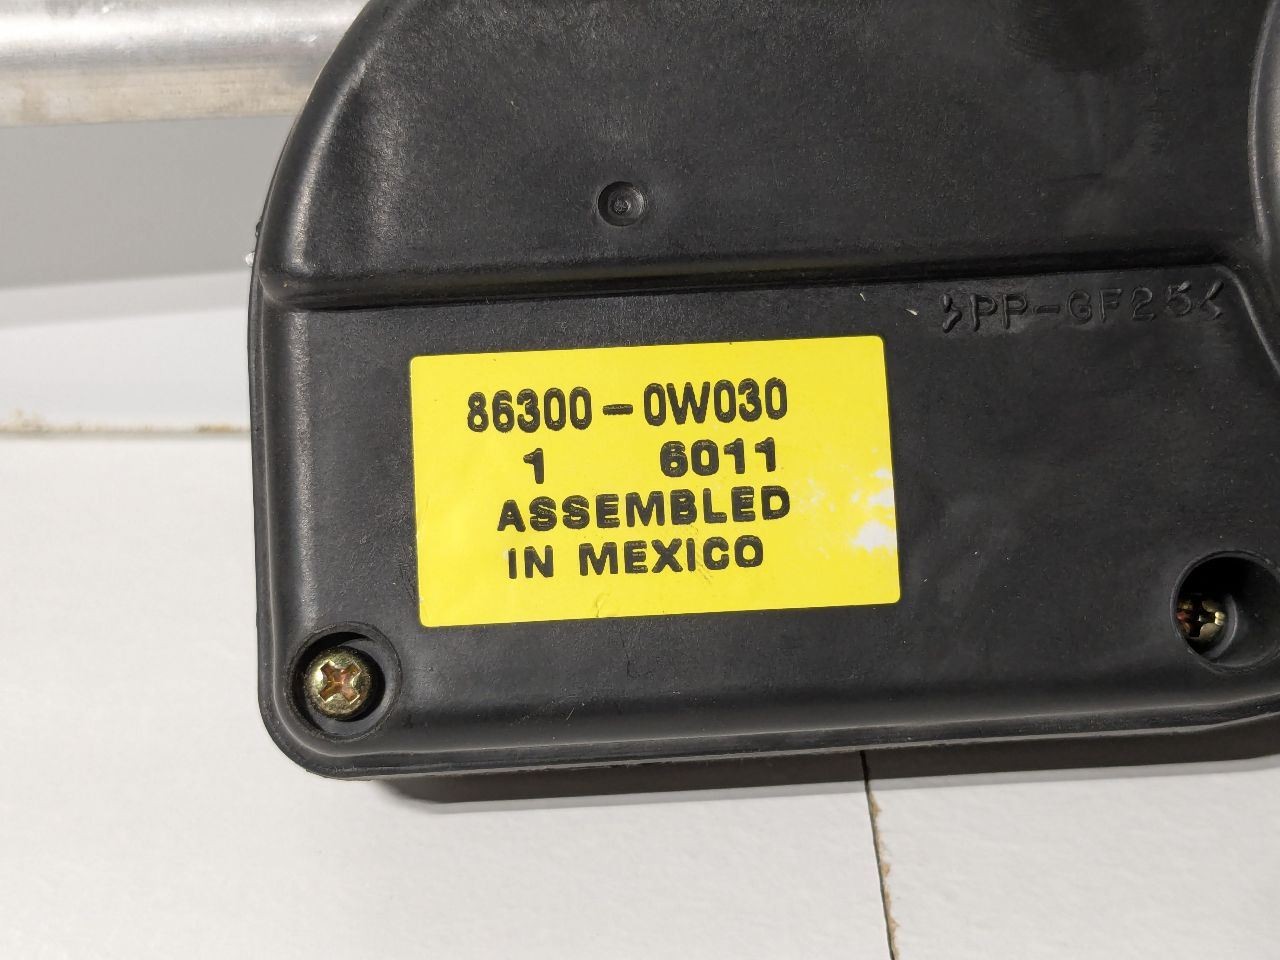 >PP-GF25<
86300-0W030
1 6011
ASSEMBLED
IN MEXICO